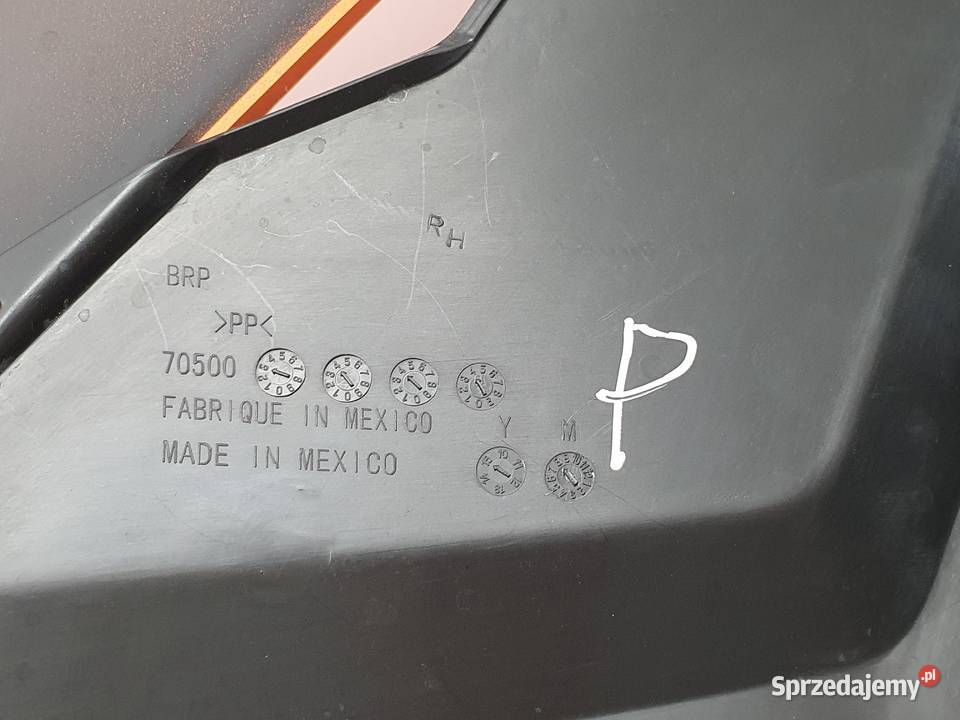 RH
BRP
>PP<
70500
FABRIQUE IN MEXICO
Y M
MADE IN MEXICO
P
Sprzedajemy.pl